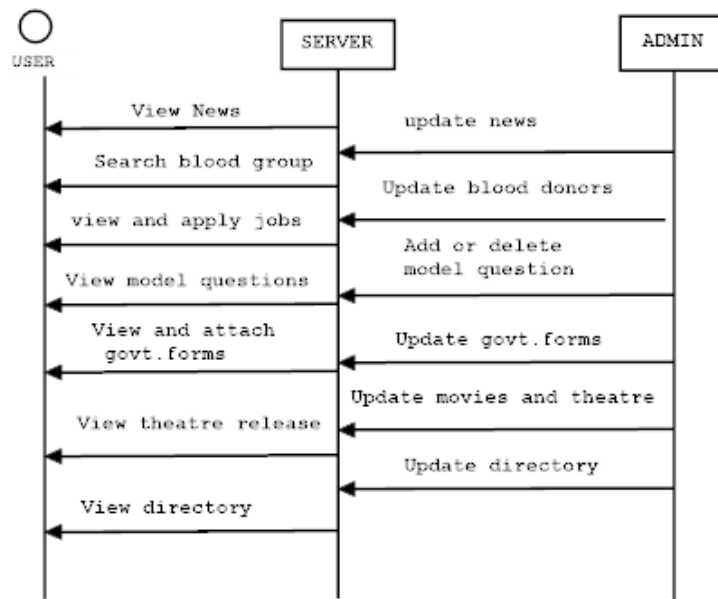 USER
SERVER
ADMIN
View News
update news
Search blood group
Update blood donors
view and apply jobs
Add or delete
model question
View model questions
View and attach
govt.forms
Update govt.forms
Update movies and theatre
View theatre release
Update directory
View directory